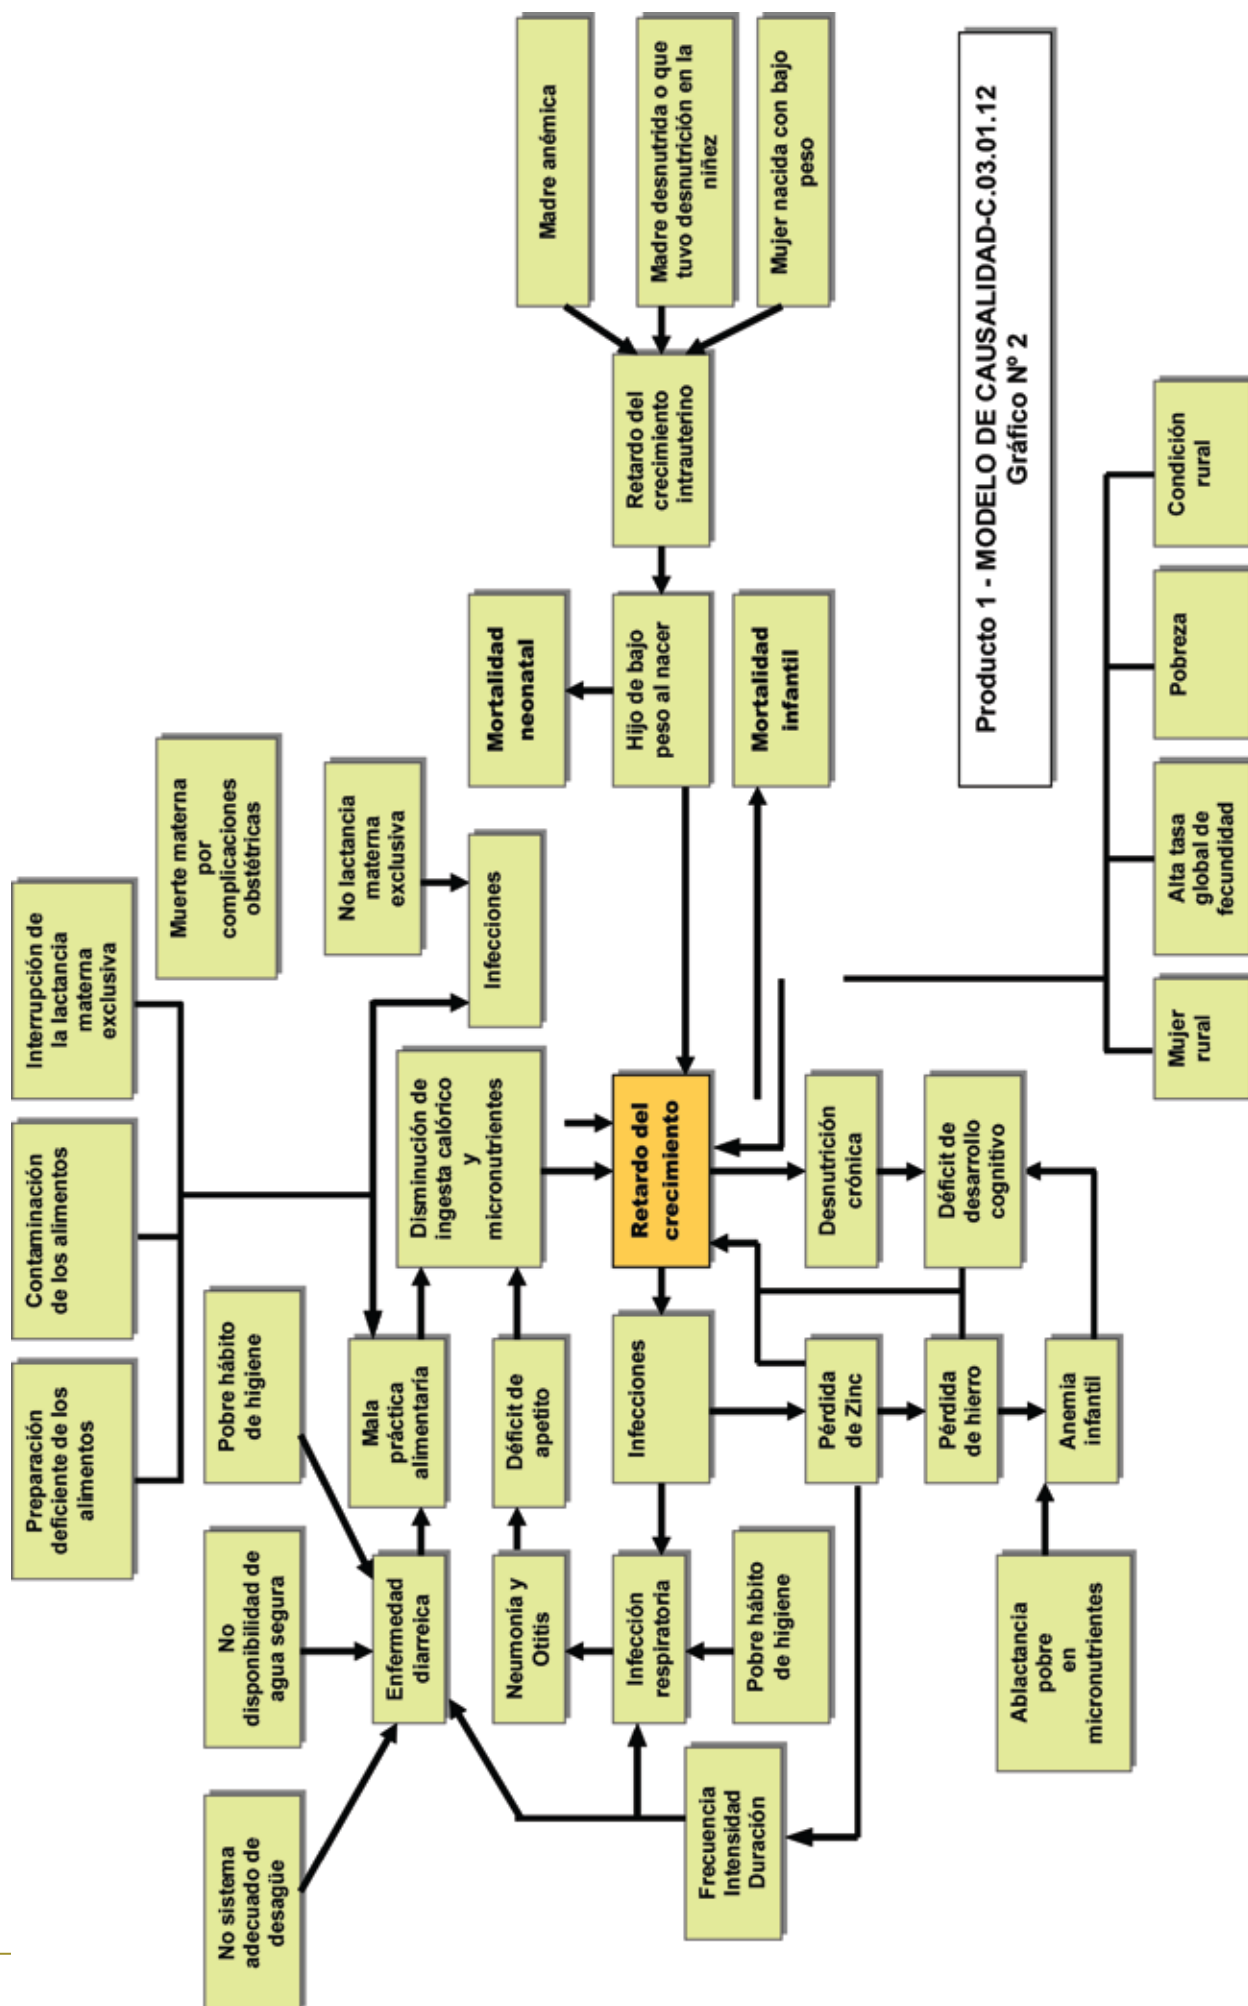 Preparación
deficiente de los
alimentos
Contaminación
de los alimentos
Interrupción de
la lactancia
materna
exclusiva
No sistema
adecuado de
desagüe
No
disponibilidad de
agua segura
Pobre hábito
de higiene
Muerte materna
por
complicaciones
obstétricas
Enfermedad
diarreica
Mala
práctica
alimentaría
Disminución de
ingesta calórico
y
micronutrientes
No lactancia
materna
exclusiva
Neumonía y
Otitis
Déficit de
apetito
Infecciones
Mortalidad
neonatal
Madre anémica
Infección
respiratoria
Infecciones
Retardo del
crecimiento
Hijo de bajo
peso al nacer
Retardo del
crecimiento
intrauterino
Madre desnutrida o que
tuvo desnutrición en la
niñez
Frecuencia
Intensidad
Duración
Pobre hábito
de higiene
Mortalidad
infantil
Mujer nacida con bajo
peso
Pérdida
de Zinc
Desnutrición
crónica
Pérdida
de hierro
Déficit de
desarrollo
cognitivo
Ablactancia
pobre
en
micronutrientes
Anemia
infantil
Producto 1 - MODELO DE CAUSALIDAD-C.03.01.12
Gráfico Nº 2
Mujer
rural
Alta tasa
global de
fecundidad
Pobreza
Condición
rural